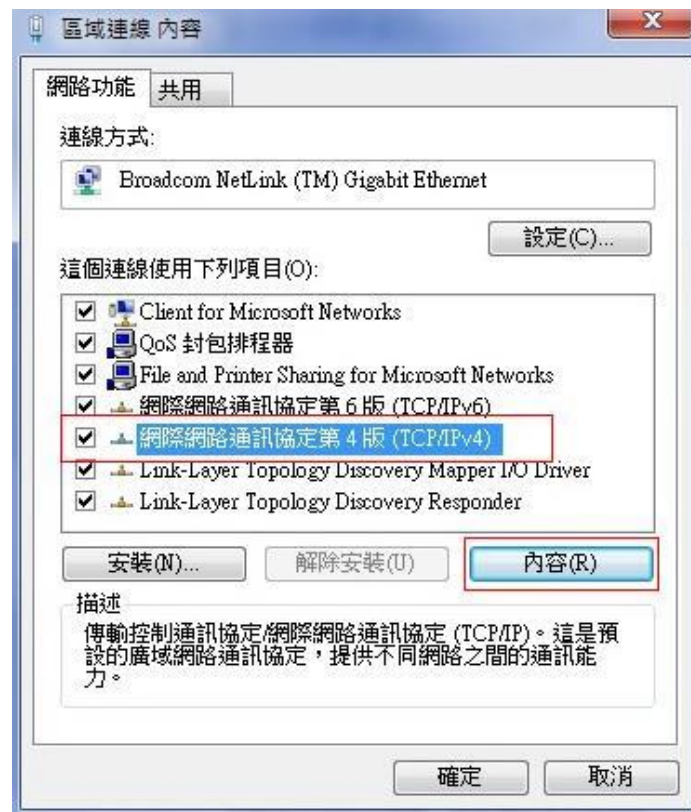 區域連線 內容
網路功能
共用
連線方式:
Broadcom NetLink (TM) Gigabit Ethernet
設定(C)...
這個連線使用下列項目(O):
Client for Microsoft Networks
QoS 封包排程器
File and Printer Sharing for Microsoft Networks
網際網路通訊協定第 6 版 (TCP/IPv6)
網際網路通訊協定第 4 版 (TCP/IPv4)
Link-Layer Topology Discovery Mapper I/O Driver
Link-Layer Topology Discovery Responder
安裝(N)...
解除安裝(U)
內容(R)
描述
傳輸控制通訊協定/網際網路通訊協定 (TCP/IP)。這是預
設的廣域網路通訊協定，提供不同網路之間的通訊能
力。
確定
取消